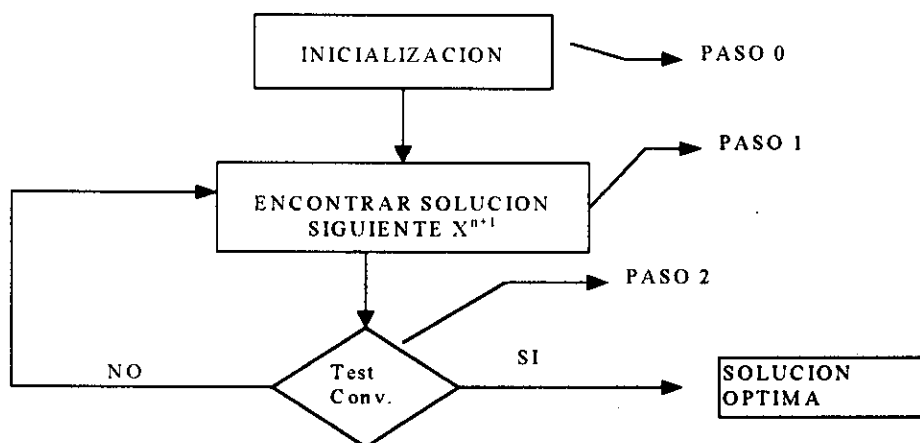 INICIALIZACION
PASO 0
PASO 1
ENCONTRAR SOLUCION
SIGUIENTE X^{n+1}
PASO 2
NO
Test
Conv.
SI
SOLUCION
OPTIMA